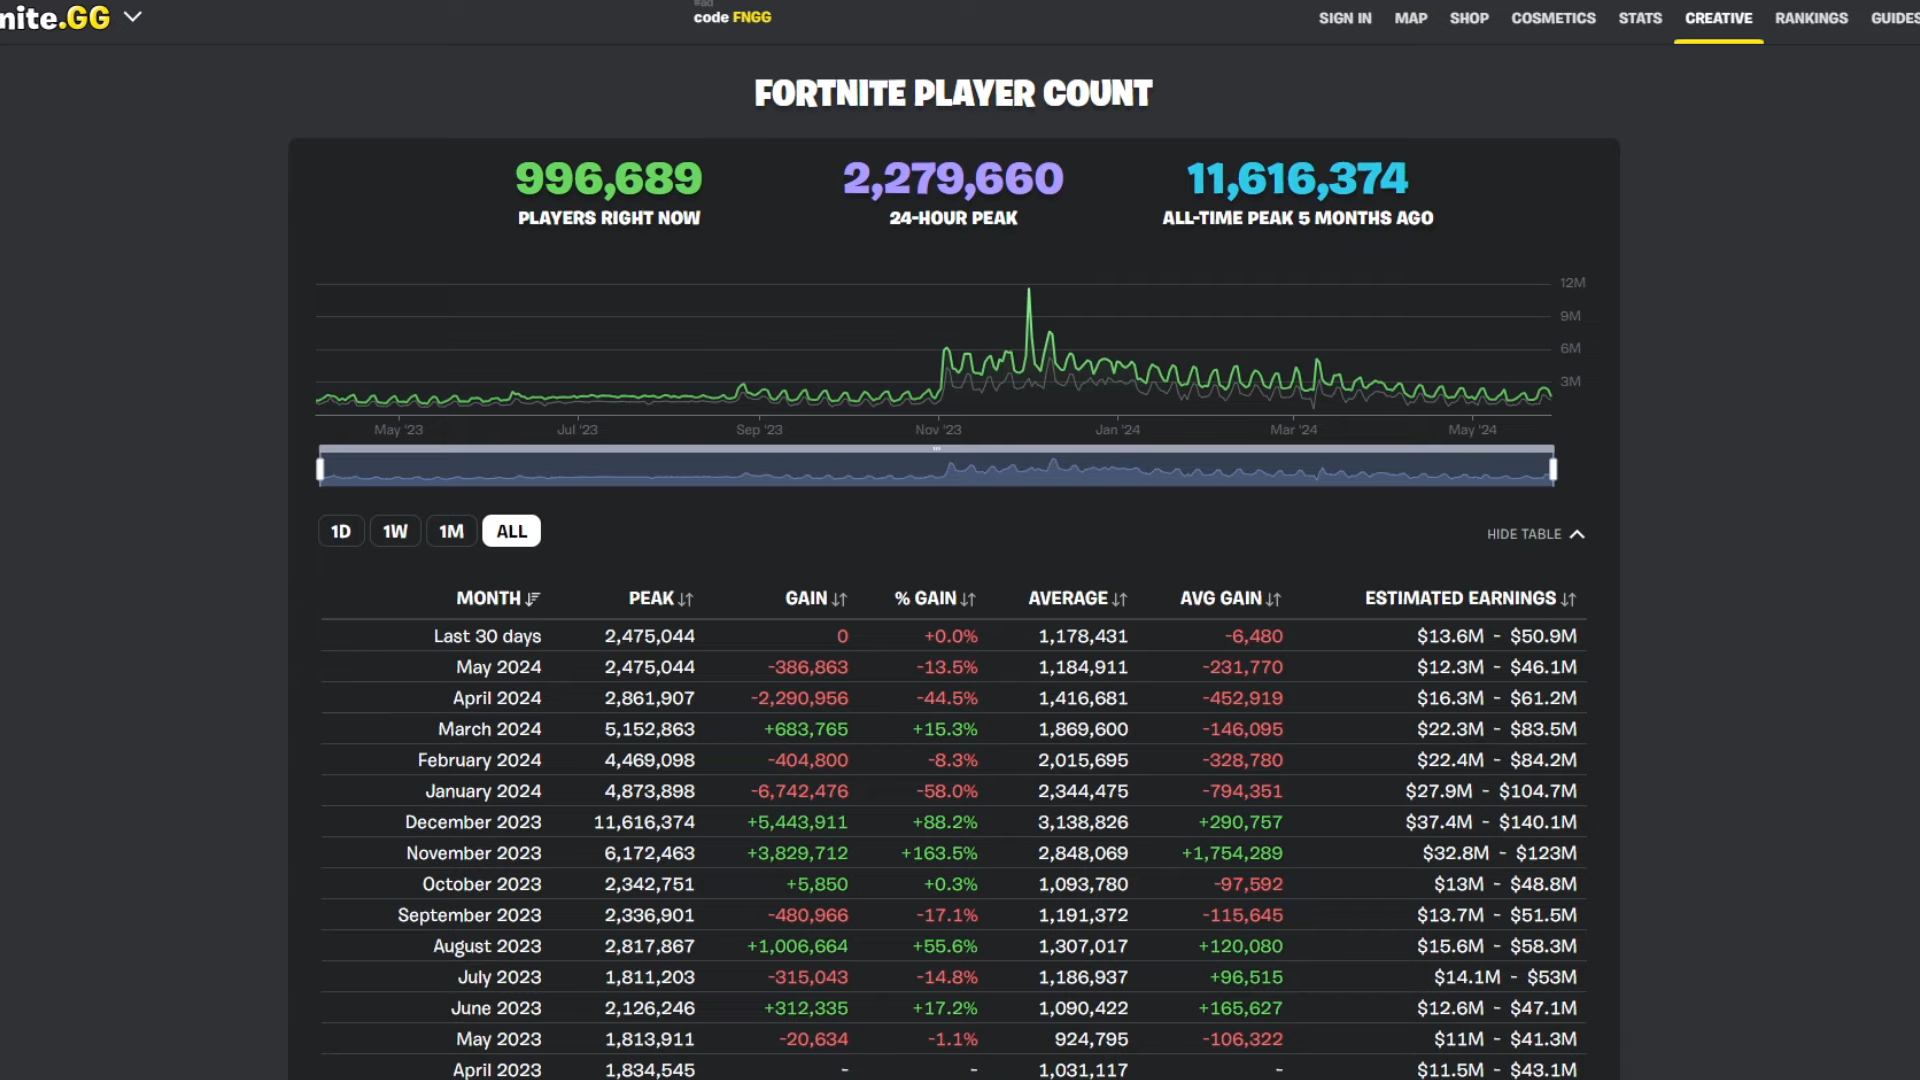 nite.GG
#ad
code FNGG
SIGN IN MAP SHOP COSMETICS STATS CREATIVE RANKINGS GUIDES
FORTNITE PLAYER COUNT
996,689 2,279,660 11,616,374
PLAYERS RIGHT NOW 24-HOUR PEAK ALL-TIME PEAK 5 MONTHS AGO
12M
9M
6M
3M
May '23 Jul '23 Sep '23 Nov '23 Jan '24 Mar '24 May '24
1D 1W 1M ALL HIDE TABLE
MONTH PEAK GAIN % GAIN AVERAGE AVG GAIN ESTIMATED EARNINGS
Last 30 days 2,475,044 0 +0.0% 1,178,431 -6,480 $13.6M - $50.9M
May 2024 2,475,044 -386,863 -13.5% 1,184,911 -231,770 $12.3M - $46.1M
April 2024 2,861,907 -2,290,956 -44.5% 1,416,681 -452,919 $16.3M - $61.2M
March 2024 5,152,863 +683,765 +15.3% 1,869,600 -146,095 $22.3M - $83.5M
February 2024 4,469,098 -404,800 -8.3% 2,015,695 -328,780 $22.4M - $84.2M
January 2024 4,873,898 -6,742,476 -58.0% 2,344,475 -794,351 $27.9M - $104.7M
December 2023 11,616,374 +5,443,911 +88.2% 3,138,826 +290,757 $37.4M - $140.1M
November 2023 6,172,463 +3,829,712 +163.5% 2,848,069 +1,754,289 $32.8M - $123M
October 2023 2,342,751 +5,850 +0.3% 1,093,780 -97,592 $13M - $48.8M
September 2023 2,336,901 -480,966 -17.1% 1,191,372 -115,645 $13.7M - $51.5M
August 2023 2,817,867 +1,006,664 +55.6% 1,307,017 +120,080 $15.6M - $58.3M
July 2023 1,811,203 -315,043 -14.8% 1,186,937 +96,515 $14.1M - $53M
June 2023 2,126,246 +312,335 +17.2% 1,090,422 +165,627 $12.6M - $47.1M
May 2023 1,813,911 -20,634 -1.1% 924,795 -106,322 $11M - $41.3M
April 2023 1,834,545 - - 1,031,117 - $11.5M - $43.1M